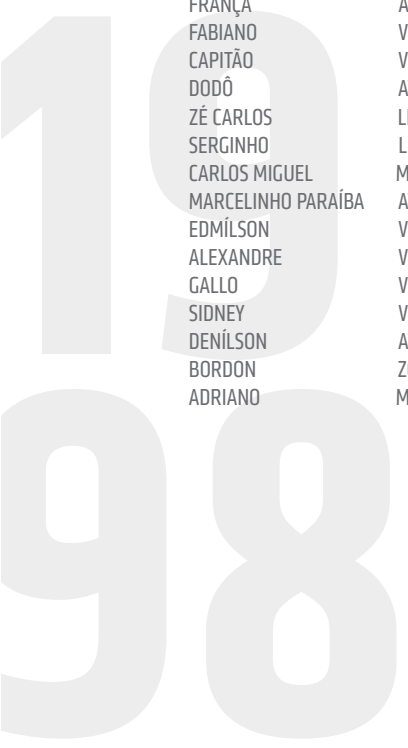 19
98
FRANÇA A
FABIANO V
CAPITÃO V
DODÔ A
ZÉ CARLOS
SERGINHO L
CARLOS MIGUEL M
MARCELINHO PARAÍBA A
EDMÍLSON V
ALEXANDRE V
GALLO V
SIDNEY V
DENÍLSON A
BORDON
ADRIANO M